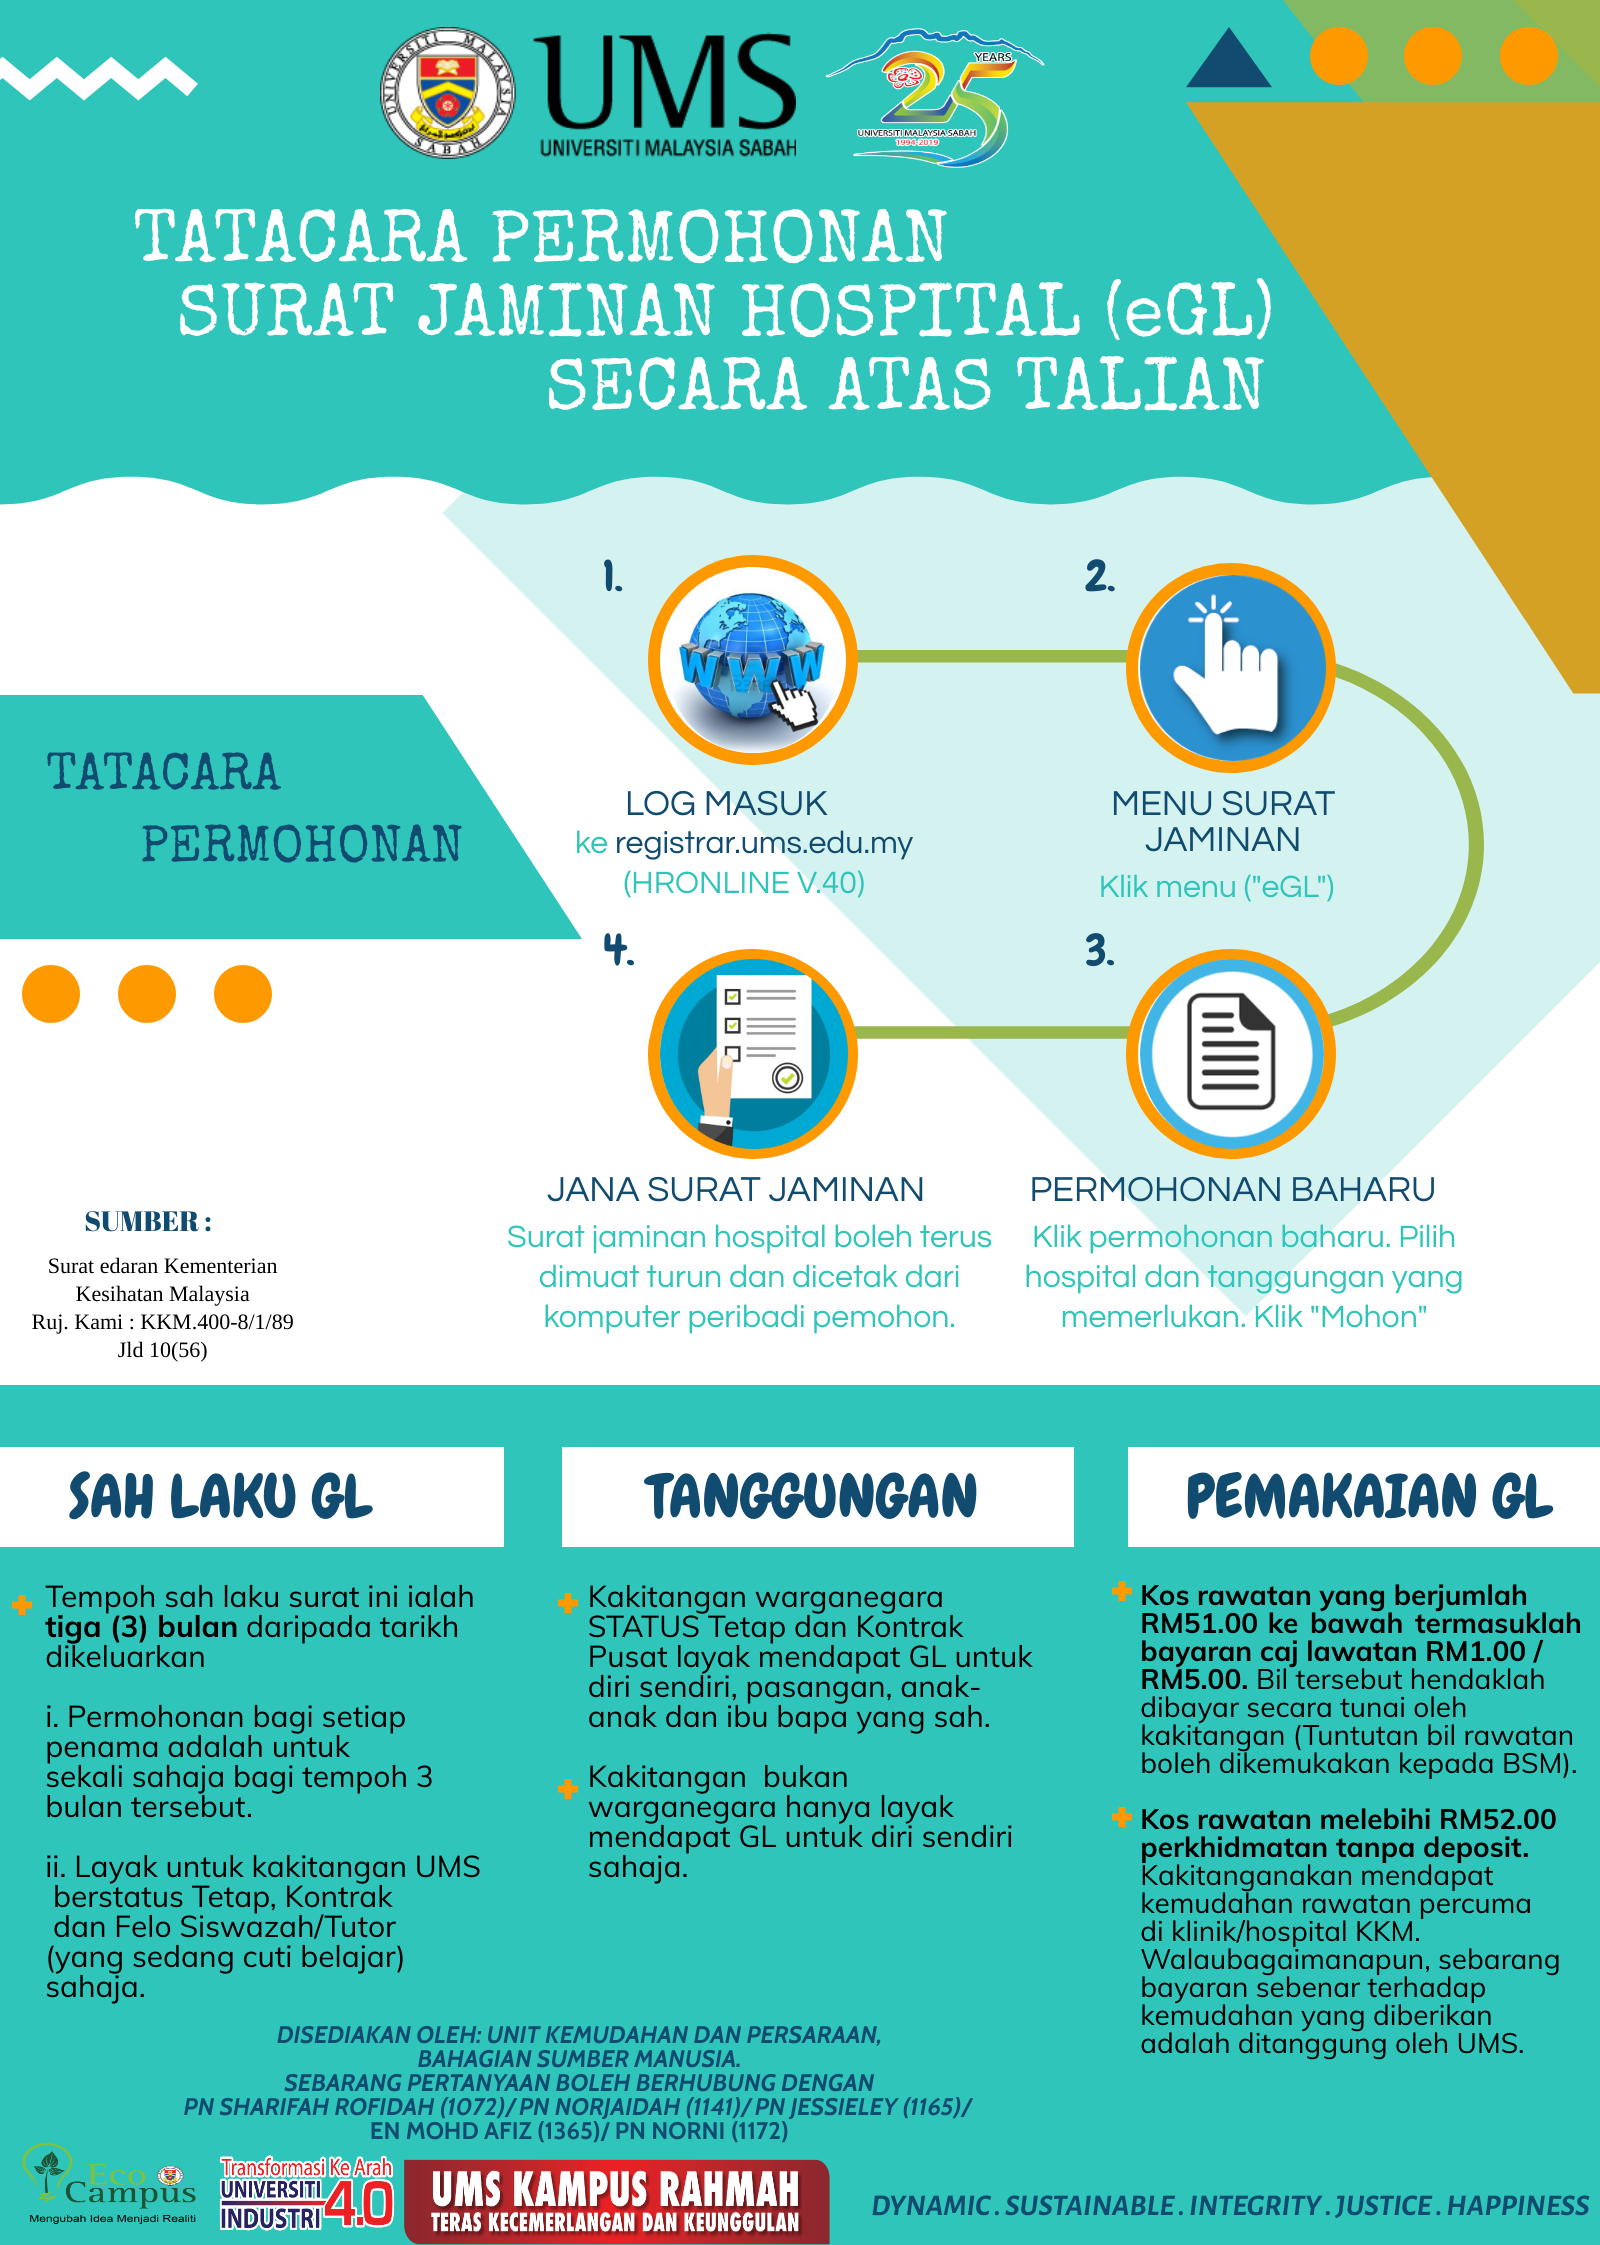 UNIVERSITI MALAYSIA
SABAH
UMS
UNIVERSITI MALAYSIA SABAH
25 YEARS
UNIVERSITI MALAYSIA SABAH
1994-2019
TATACARA PERMOHONAN
SURAT JAMINAN HOSPITAL (eGL)
SECARA ATAS TALIAN
TATACARA
PERMOHONAN
1.
WWW
LOG MASUK
ke registrar.ums.edu.my
(HRONLINE V.40)
2.
MENU SURAT
JAMINAN
Klik menu ("eGL")
3.
PERMOHONAN BAHARU
Klik permohonan baharu. Pilih
hospital dan tanggungan yang
memerlukan. Klik "Mohon"
4.
JANA SURAT JAMINAN
Surat jaminan hospital boleh terus
dimuat turun dan dicetak dari
komputer peribadi pemohon.
SUMBER :
Surat edaran Kementerian
Kesihatan Malaysia
Ruj. Kami : KKM.400-8/1/89
Jld 10(56)
SAH LAKU GL
Tempoh sah laku surat ini ialah
tiga (3) bulan daripada tarikh
dikeluarkan
i. Permohonan bagi setiap
penama adalah untuk
sekali sahaja bagi tempoh 3
bulan tersebut.
ii. Layak untuk kakitangan UMS
berstatus Tetap, Kontrak
dan Felo Siswazah/Tutor
(yang sedang cuti belajar)
sahaja.
TANGGUNGAN
Kakitangan warganegara
STATUS Tetap dan Kontrak
Pusat layak mendapat GL untuk
diri sendiri, pasangan, anak-
anak dan ibu bapa yang sah.
Kakitangan bukan
warganegara hanya layak
mendapat GL untuk diri sendiri
sahaja.
PEMAKAIAN GL
Kos rawatan yang berjumlah
RM51.00 ke bawah termasuklah
bayaran caj lawatan RM1.00 /
RM5.00. Bil tersebut hendaklah
dibayar secara tunai oleh
kakitangan (Tuntutan bil rawatan
boleh dikemukakan kepada BSM).
Kos rawatan melebihi RM52.00
perkhidmatan tanpa deposit.
Kakitanganakan mendapat
kemudahan rawatan percuma
di klinik/hospital KKM.
Walaubagaimanapun, sebarang
bayaran sebenar terhadap
kemudahan yang diberikan
adalah ditanggung oleh UMS.
DISEDIAKAN OLEH: UNIT KEMUDAHAN DAN PERSARAAN,
BAHAGIAN SUMBER MANUSIA.
SEBARANG PERTANYAAN BOLEH BERHUBUNG DENGAN
PN SHARIFAH ROFIDAH (1072)/ PN NORJAIDAH (1141)/ PN JESSIELEY (1165)/
EN MOHD AFIZ (1365)/ PN NORNI (1172)
Eco
Campus
Mengubah Idea Menjadi Realiti
Transformasi Ke Arah
UNIVERSITI
INDUSTRI 4.0
UMS KAMPUS RAHMAH
TERAS KECEMERLANGAN DAN KEUNGGULAN
DYNAMIC . SUSTAINABLE . INTEGRITY . JUSTICE . HAPPINESS